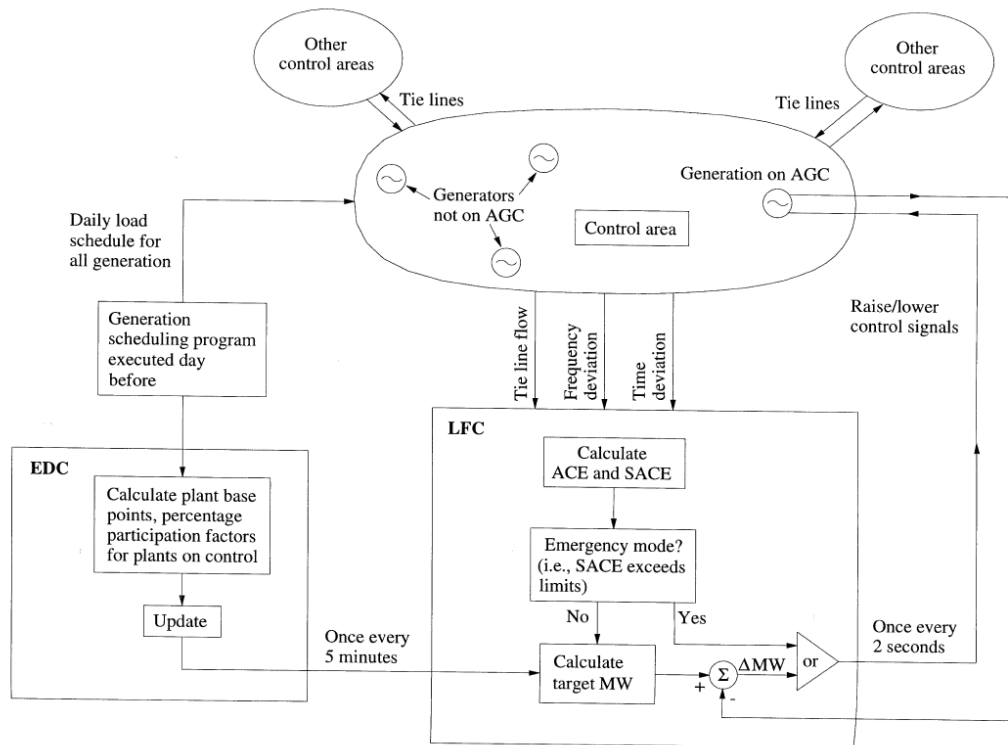 Other
control areas
Other
control areas
Tie lines
Tie lines
Generation on AGC
Generators
not on AGC
Control area
Daily load
schedule for
all generation
Generation
scheduling program
executed day
before
Raise/lower
control signals
Tie line flow
Frequency
deviation
Time
deviation
LFC
Calculate
ACE and SACE
EDC
Calculate plant base
points, percentage
participation factors
for plants on control
Emergency mode?
(i.e., SACE exceeds
limits)
No
Yes
Update
Once every
5 minutes
Calculate
target MW
+
Σ
-
ΔMW
or
Once every
2 seconds